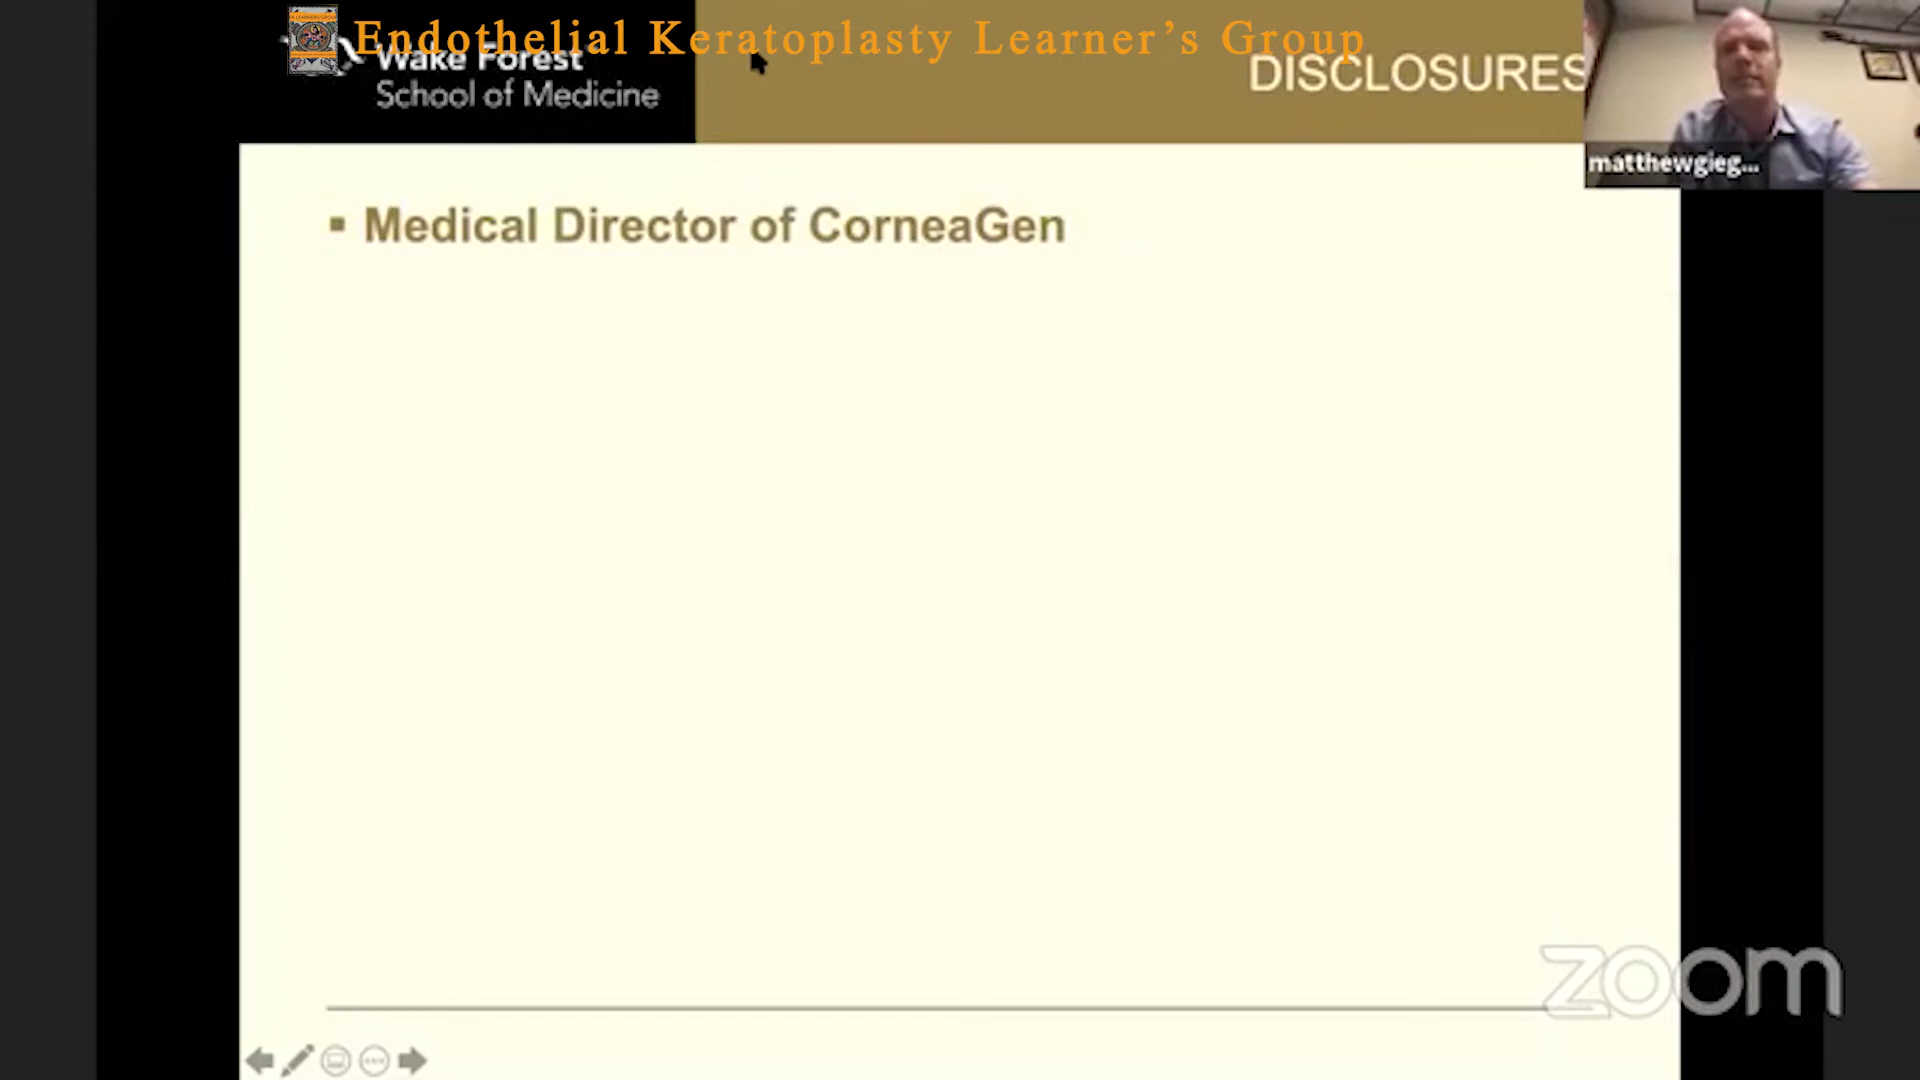 Endothelial Keratoplasty Learner’s Group
Wake Forest
School of Medicine
DISCLOSURES
matthewgieg...
▪ Medical Director of CorneaGen
zoom